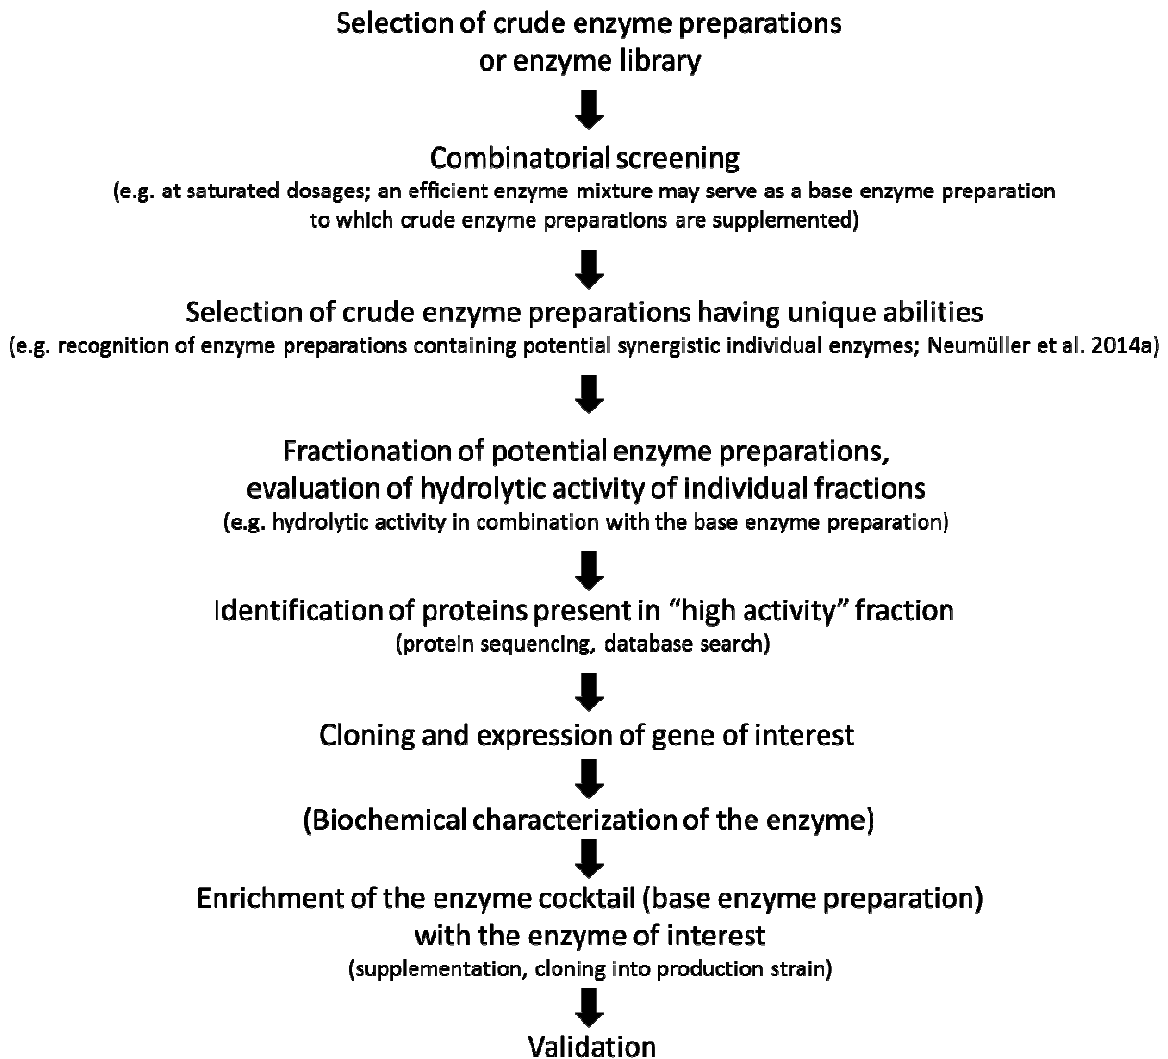 Selection of crude enzyme preparations
or enzyme library
Combinatorial screening
(e.g. at saturated dosages; an efficient enzyme mixture may serve as a base enzyme preparation
to which crude enzyme preparations are supplemented)
Selection of crude enzyme preparations having unique abilities
(e.g. recognition of enzyme preparations containing potential synergistic individual enzymes; Neumüller et al. 2014a)
Fractionation of potential enzyme preparations,
evaluation of hydrolytic activity of individual fractions
(e.g. hydrolytic activity in combination with the base enzyme preparation)
Identification of proteins present in “high activity” fraction
(protein sequencing, database search)
Cloning and expression of gene of interest
(Biochemical characterization of the enzyme)
Enrichment of the enzyme cocktail (base enzyme preparation)
with the enzyme of interest
(supplementation, cloning into production strain)
Validation